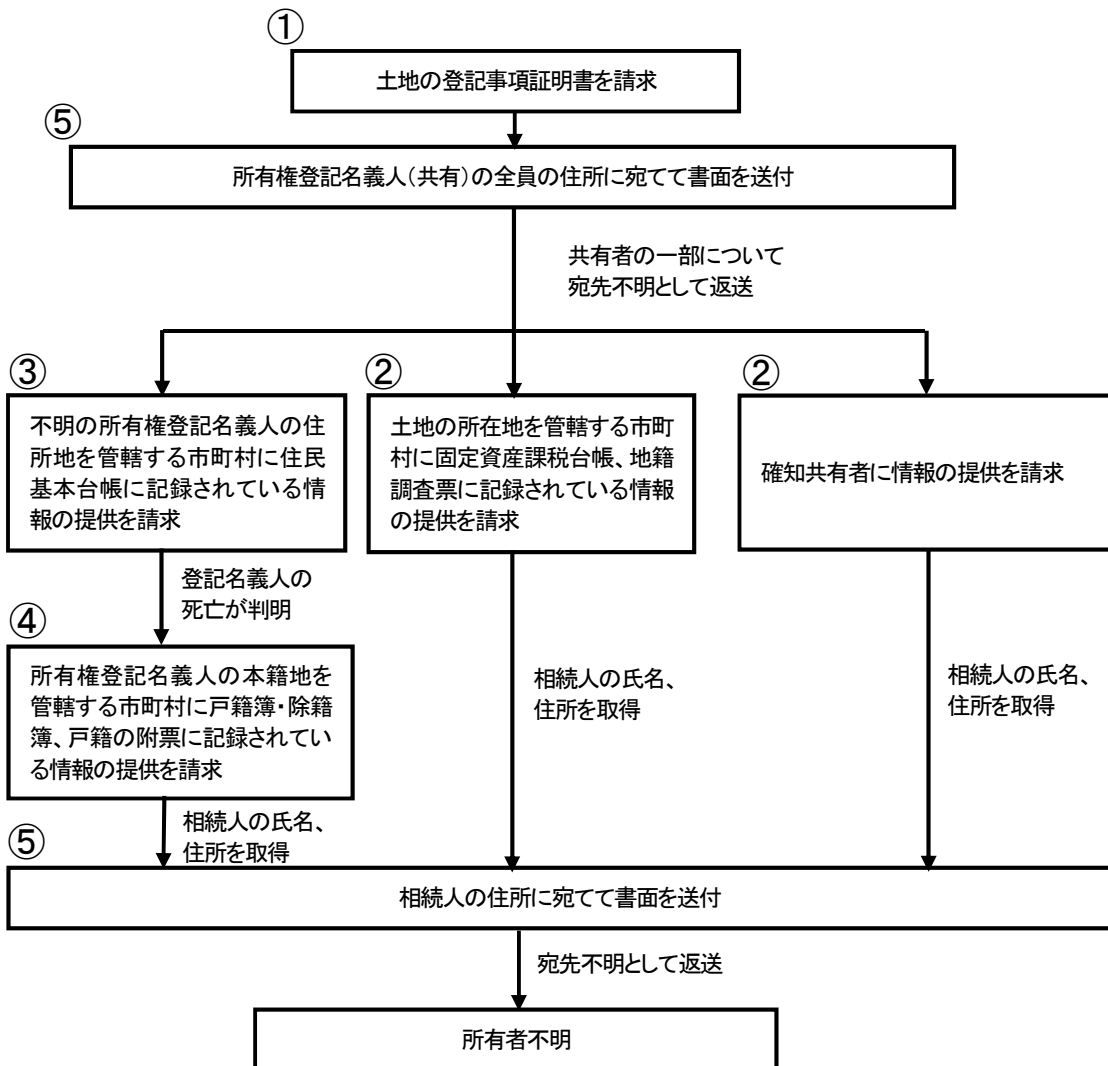 ①
土地の登記事項証明書を請求
⑤
所有権登記名義人(共有)の全員の住所に宛てて書面を送付
共有者の一部について
宛先不明として返送
③
不明の所有権登記名義人の住
所地を管轄する市町村に住民
基本台帳に記録されている情
報の提供を請求
②
土地の所在地を管轄する市町
村に固定資産課税台帳、地籍
調査票に記録されている情報
の提供を請求
②
確知共有者に情報の提供を請求
登記名義人の
死亡が判明
④
所有権登記名義人の本籍地を
管轄する市町村に戸籍簿・除籍
簿、戸籍の附票に記録されてい
る情報の提供を請求
相続人の氏名、
住所を取得
相続人の氏名、
住所を取得
相続人の氏名、
住所を取得
⑤
相続人の住所に宛てて書面を送付
宛先不明として返送
所有者不明